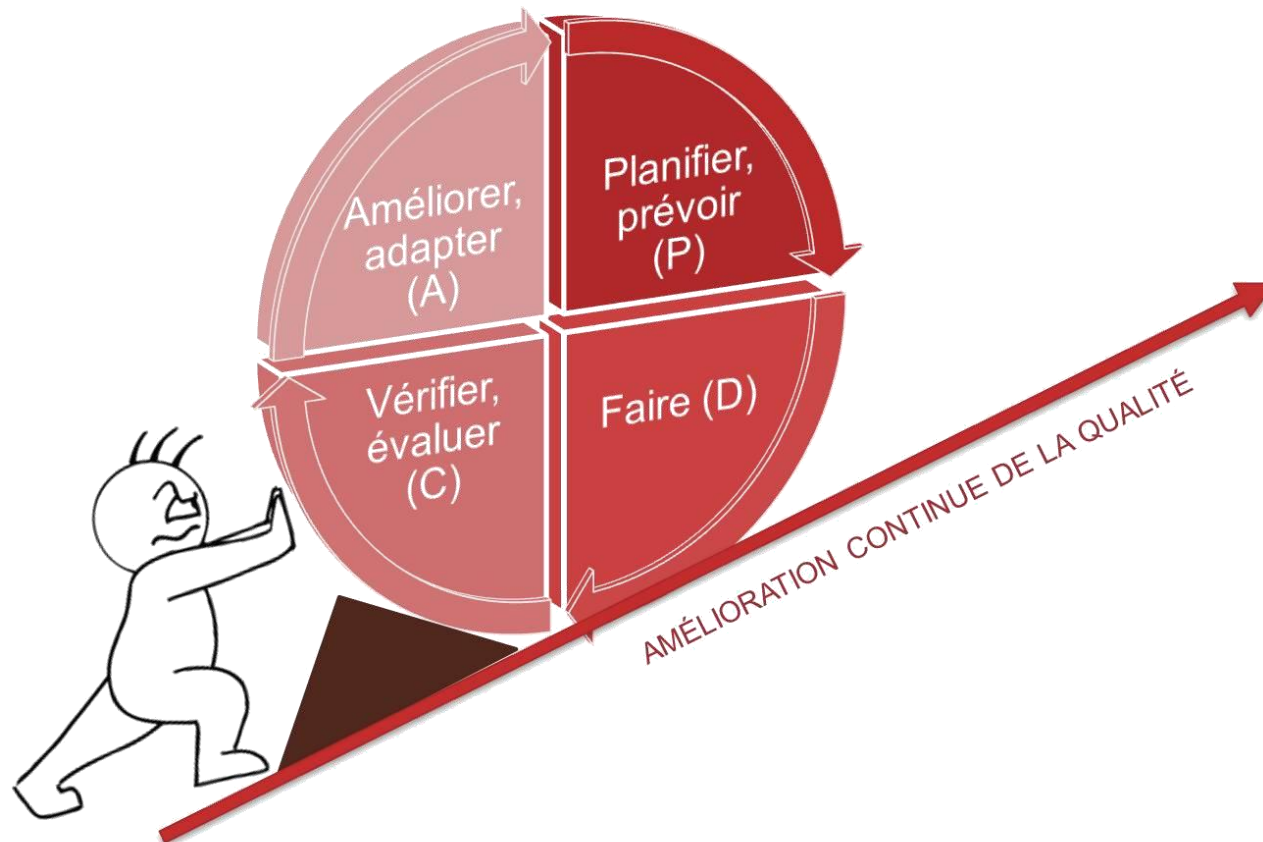 Améliorer,
adapter
(A)
Planifier,
prévoir
(P)
Vérifier,
évaluer
(C)
Faire (D)
AMÉLIORATION CONTINUE DE LA QUALITÉ